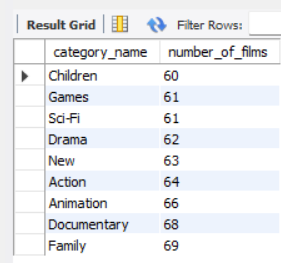 Result Grid Filter Rows:
category_name number_of_films
Children 60
Games 61
Sci-Fi 61
Drama 62
New 63
Action 64
Animation 66
Documentary 68
Family 69